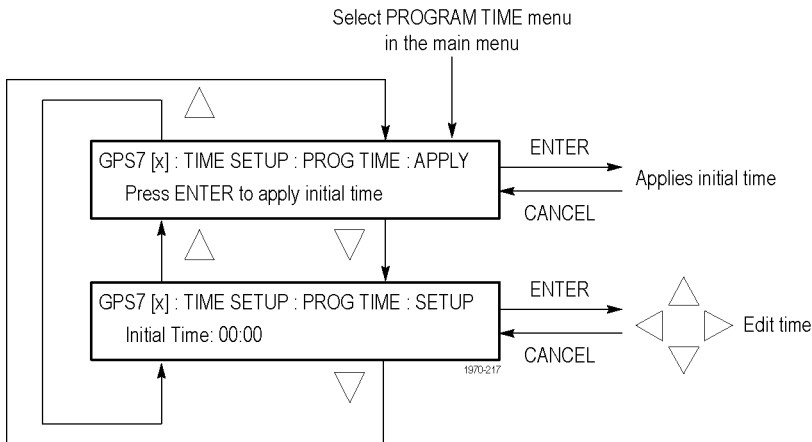 Select PROGRAM TIME menu
in the main menu
GPS7 [x] : TIME SETUP : PROG TIME : APPLY
Press ENTER to apply initial time
ENTER
CANCEL
Applies initial time
GPS7 [x] : TIME SETUP : PROG TIME : SETUP
Initial Time: 00:00
ENTER
CANCEL
Edit time
1970-217